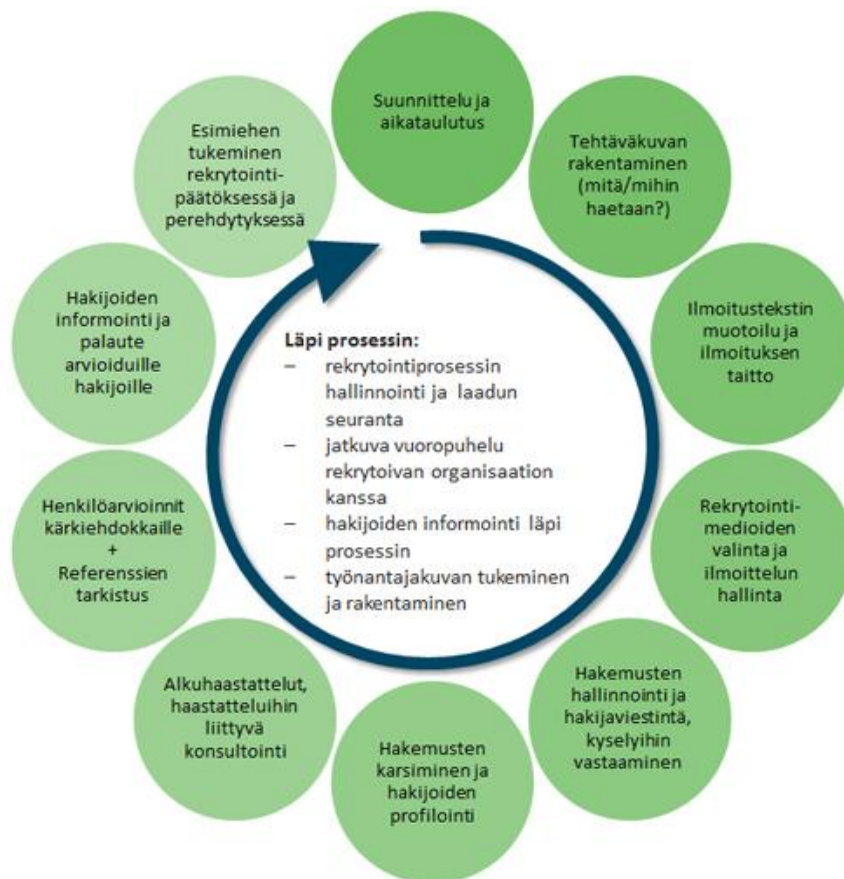 Suunnittelu ja
aikataulutus
Tehtäväkuvan
rakentaminen
(mitä/mihin
haetaan?)
Ilmoitustekstin
muotoilu ja
ilmoituksen
taitto
Rekrytointi-
medioiden
valinta ja
ilmoittelun
hallinta
Hakemusten
hallinnointi ja
hakijaviestintä,
kyselyihin
vastaaminen
Hakemusten
karsiminen ja
hakijoiden
profilointi
Alkuhaastattelut,
haastatteluihin
liittyvä
konsultointi
Henkilöarvioinnit
kärkiehdokkaille
+
Referenssien
tarkistus
Hakijoiden
informointi ja
palaute
arvioiduille
hakijoille
Esimiehen
tukeminen
rekrytointi-
päätöksessä ja
perehdytyksessä
Läpi prosessin:
– rekrytointiprosessin
hallinnointi ja laadun
seuranta
– jatkuva vuoropuhelu
rekrytoivan organisaation
kanssa
– hakijoiden informointi läpi
prosessin
– työnantajakuvan tukeminen
ja rakentaminen